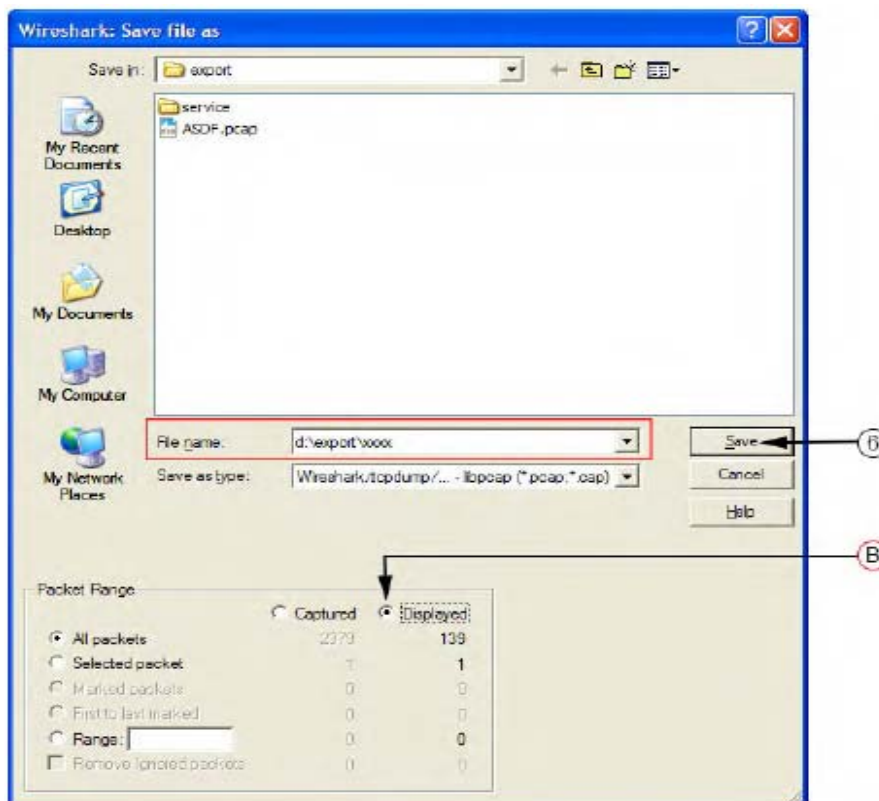 Wireshark: Save file as
Save in:
export
service
ASDF.pcap
My Recent
Documents
Desktop
My Documents
My Computer
My Network
Places
File name:
d:\export\xxxx
Save
6
Save as type:
Wireshark/tcpdump/... - libpcap (*.pcap;*.cap)
Cancel
Help
B
Packet Range
Captured
Displayed
All packets
2379
139
Selected packet
1
1
Marked packets
0
0
First to last marked
0
0
Range:
0
0
Remove Ignored packets
0
0